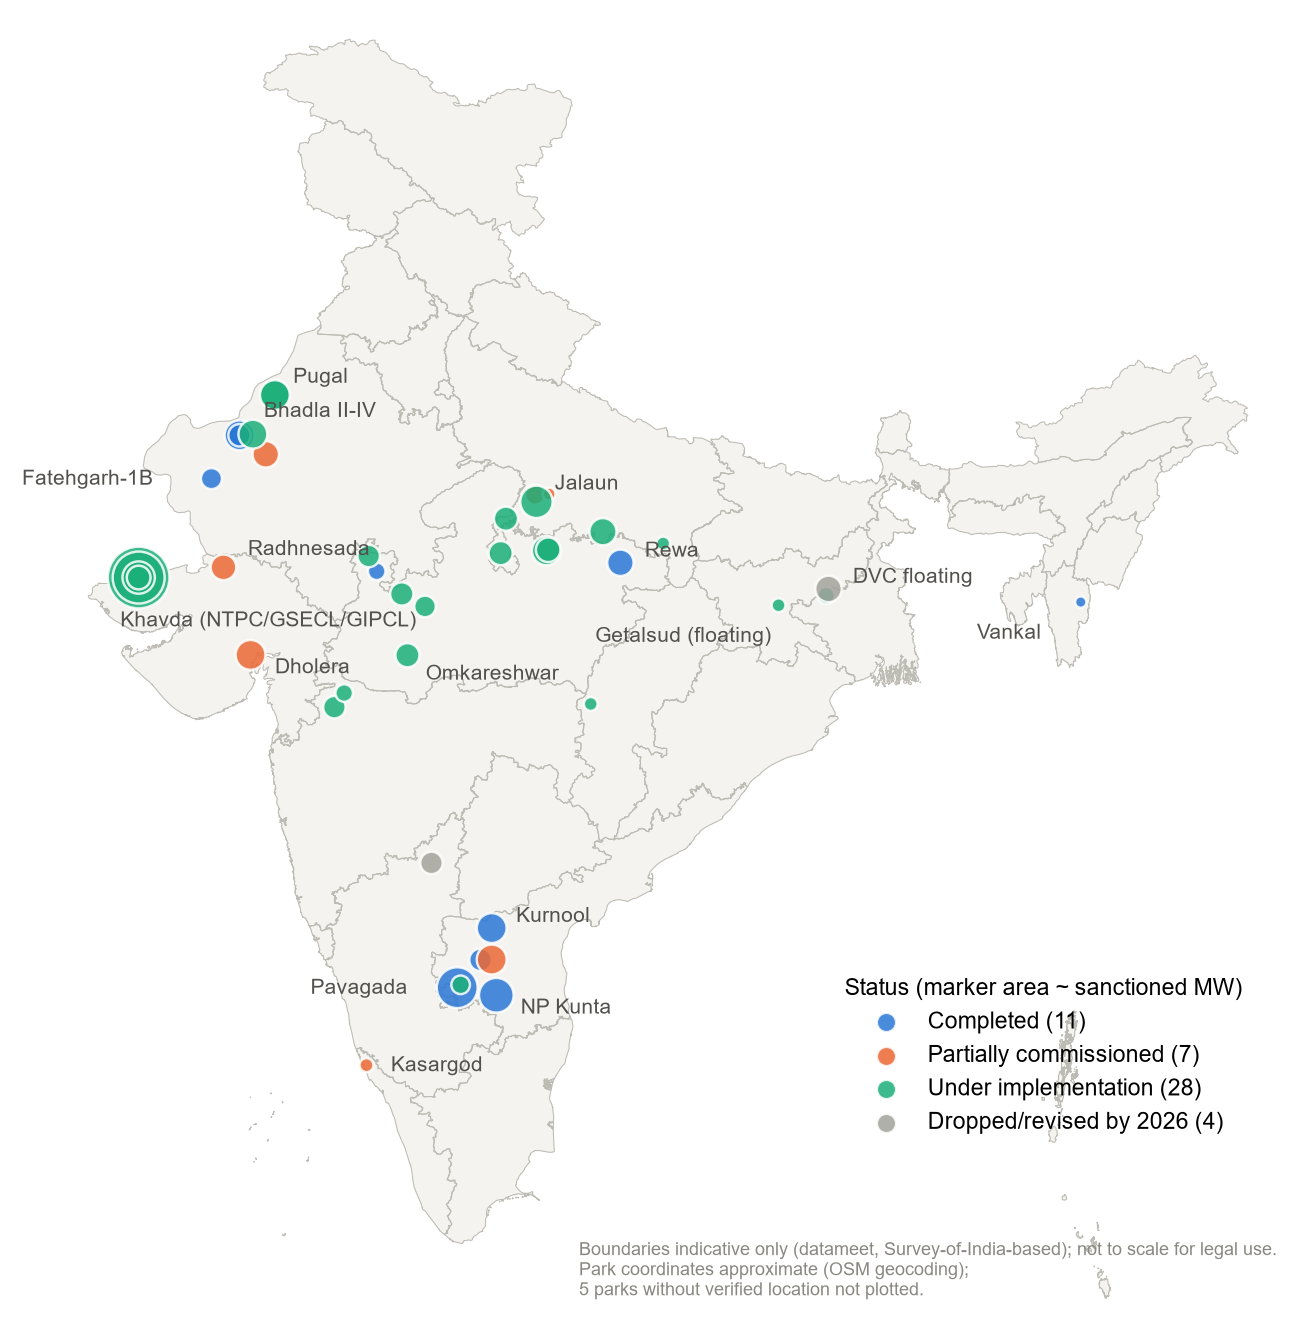 Pugal
Bhadla II-IV
Fatehgarh-1B
Jalaun
Radhnesada
Rewa
DVC floating
Khavda (NTPC/GSECL/GIPCL)
Getalsud (floating)
Vankal
Dholera
Omkareshwar
Kurnool
Pavagada
NP Kunta
Kasargod
Status (marker area ~ sanctioned MW)
Completed (11)
Partially commissioned (7)
Under implementation (28)
Dropped/revised by 2026 (4)
Boundaries indicative only (datameet, Survey-of-India-based); not to scale for legal use.
Park coordinates approximate (OSM geocoding);
5 parks without verified location not plotted.